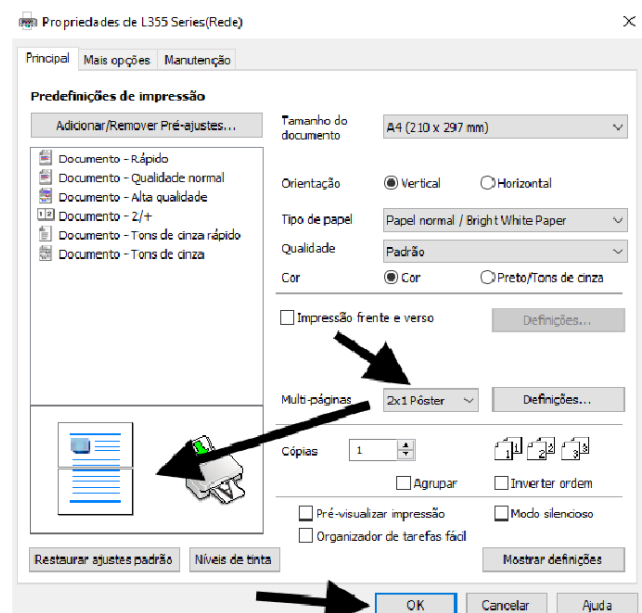 Propriedades de L355 Series(Rede)
Principal Mais opções Manutenção
Predefinições de impressão
Adicionar/Remover Pré-ajustes...
Documento - Rápido
Documento - Qualidade normal
Documento - Alta qualidade
Documento - 2/+
Documento - Tons de cinza rápido
Documento - Tons de cinza
Restaurar ajustes padrão Níveis de tinta
Tamanho do documento A4 (210 x 297 mm)
Orientação Vertical Horizontal
Tipo de papel Papel normal / Bright White Paper
Qualidade Padrão
Cor Cor Preto/Tons de cinza
Impressão frente e verso Definições...
Multi-páginas 2x1 Pôster Definições...
Cópias 1
Agrupar Inverter ordem
Pré-visualizar impressão Modo silencioso
Organizador de tarefas fácil
Mostrar definições
OK Cancelar Ajuda